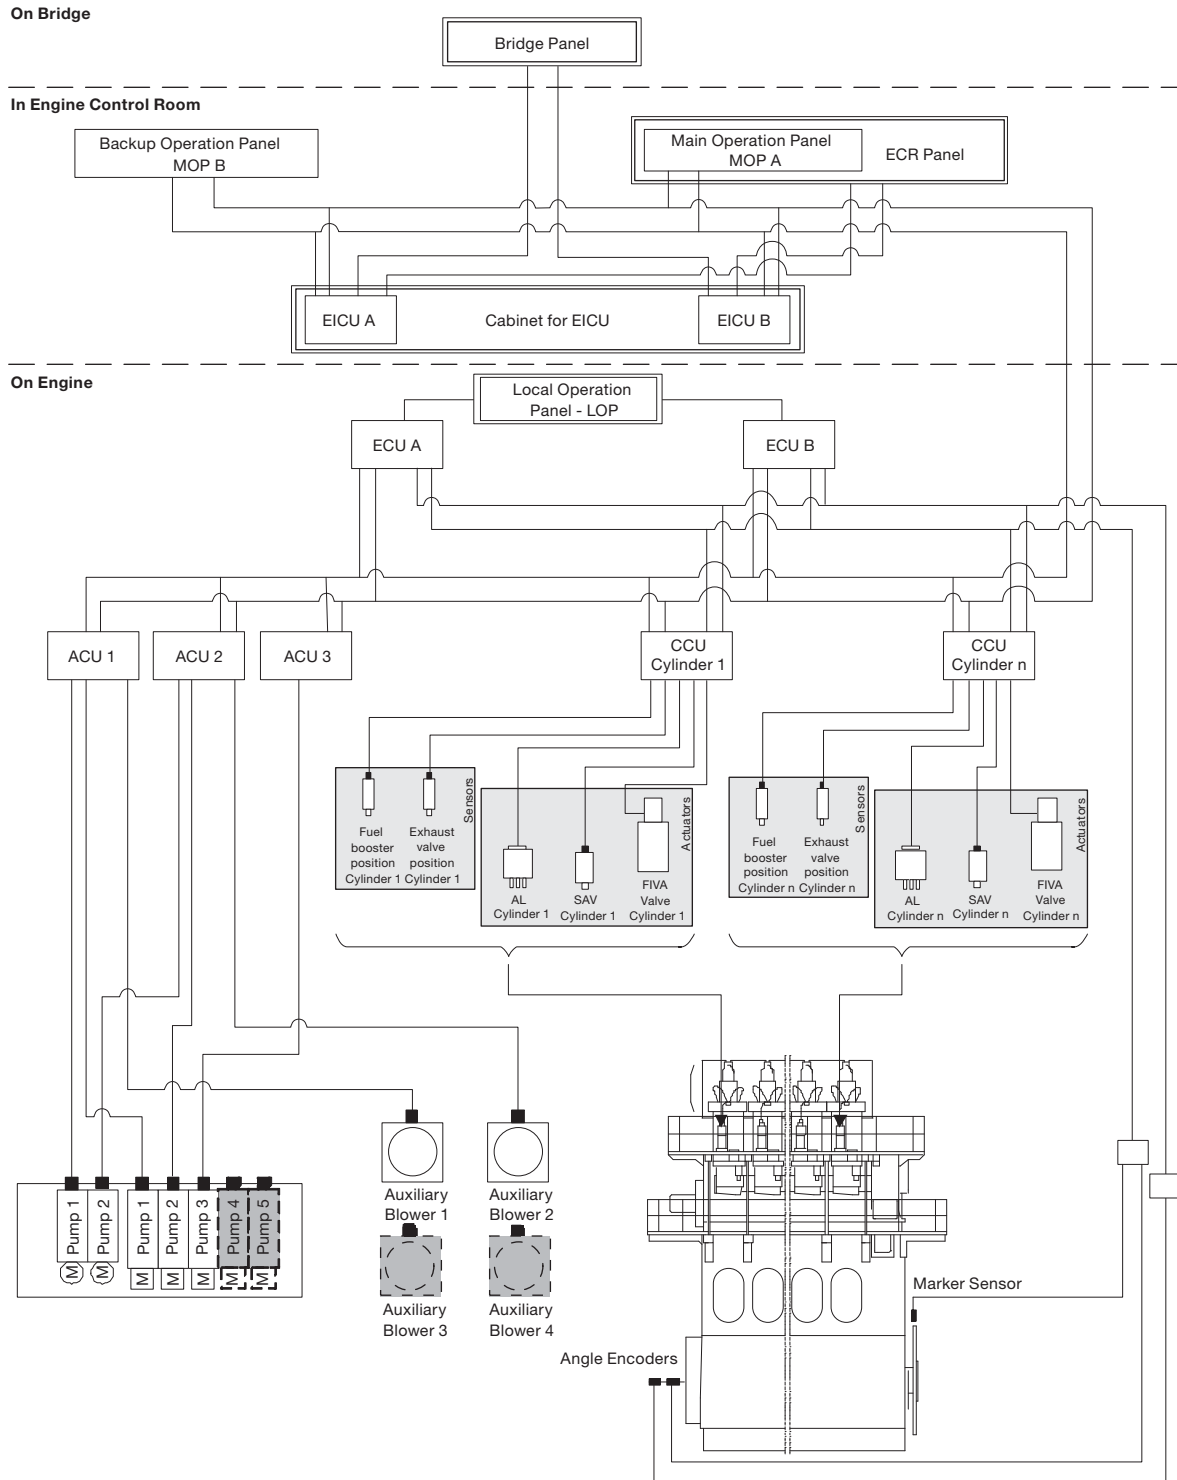 On Bridge
Bridge Panel
In Engine Control Room
Backup Operation Panel
MOP B
Main Operation Panel
MOP A
ECR Panel
EICU A
Cabinet for EICU
EICU B
On Engine
Local Operation
Panel - LOP
ECU A
ECU B
ACU 1
ACU 2
ACU 3
CCU
Cylinder 1
CCU
Cylinder n
Sensors
Fuel
booster
position
Cylinder 1
Exhaust
valve
position
Cylinder 1
Actuators
AL
Cylinder 1
SAV
Cylinder 1
FIVA
Valve
Cylinder 1
Sensors
Fuel
booster
position
Cylinder n
Exhaust
valve
position
Cylinder n
Actuators
AL
Cylinder n
SAV
Cylinder n
FIVA
Valve
Cylinder n
Pump 1
M
Pump 2
M
Pump 1
M
Pump 2
M
Pump 3
M
Pump 4
M
Pump 5
M
Auxiliary
Blower 1
Auxiliary
Blower 2
Auxiliary
Blower 3
Auxiliary
Blower 4
Marker Sensor
Angle Encoders